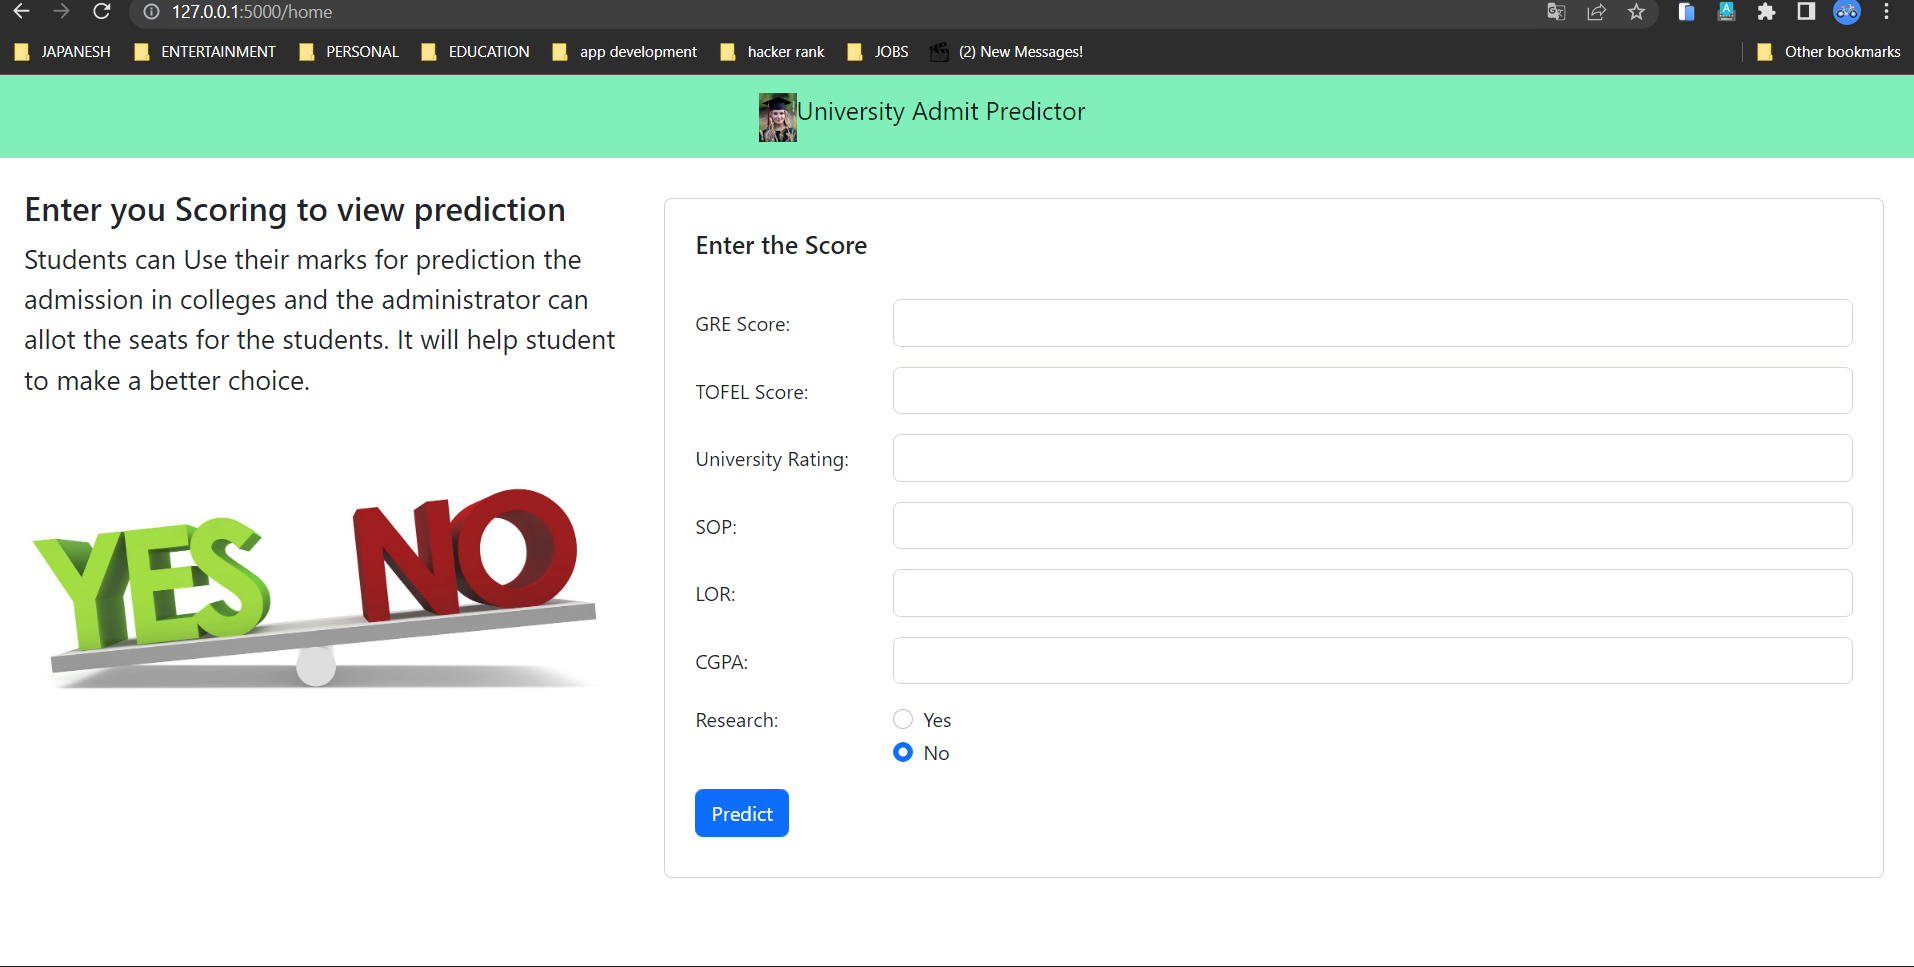 127.0.0.1:5000/home
JAPANESH ENTERTAINMENT PERSONAL EDUCATION app development hacker rank JOBS (2) New Messages! Other bookmarks
University Admit Predictor
Enter you Scoring to view prediction
Students can Use their marks for prediction the
admission in colleges and the administrator can
allot the seats for the students. It will help student
to make a better choice.
YES NO
Enter the Score
GRE Score:
TOFEL Score:
University Rating:
SOP:
LOR:
CGPA:
Research: Yes
No
Predict